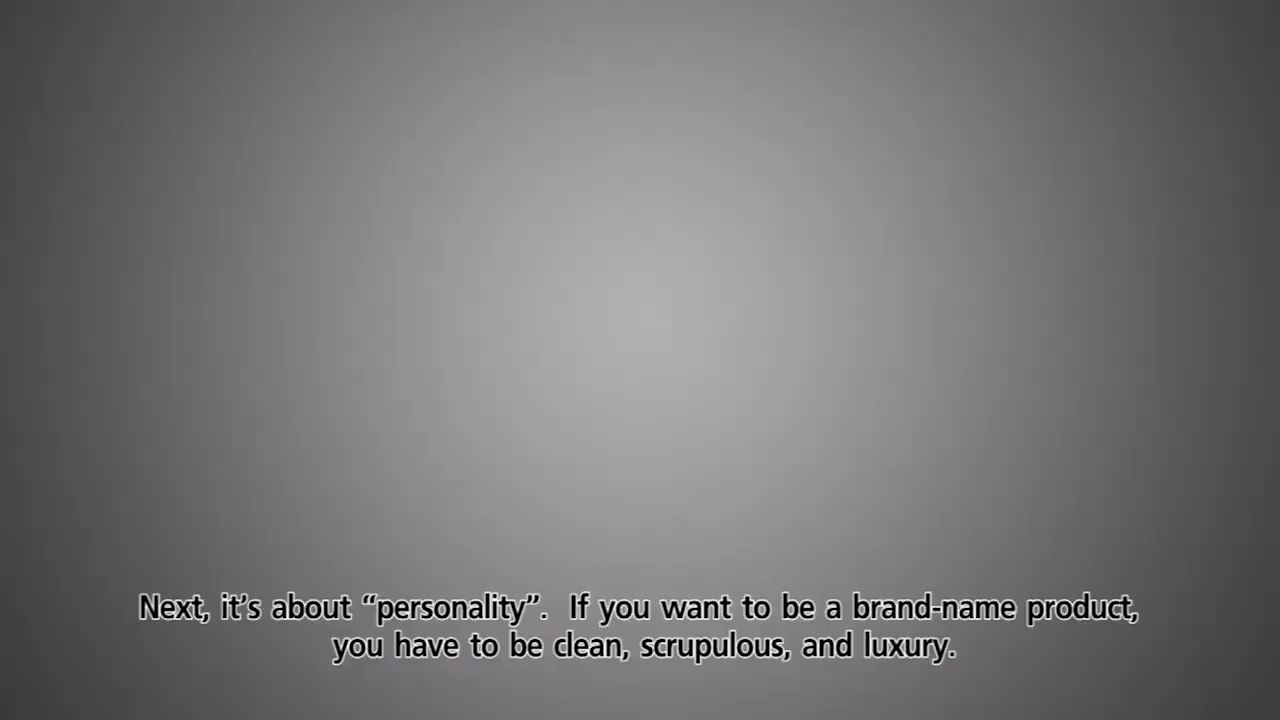 Next, it’s about “personality”.  If you want to be a brand-name product,
you have to be clean, scrupulous, and luxury.